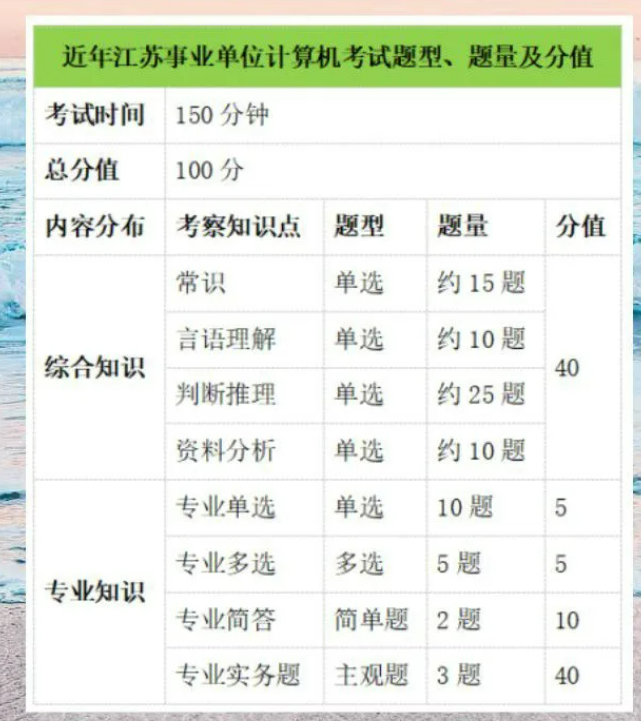 近年江苏事业单位计算机考试题型、题量及分值
考试时间 150 分钟
总分值 100 分
内容分布 考察知识点 题型 题量 分值
综合知识 常识 单选 约 15 题 40
言语理解 单选 约 10 题
判断推理 单选 约 25 题
资料分析 单选 约 10 题
专业知识 专业单选 单选 10 题 5
专业多选 多选 5 题 5
专业简答 简单题 2 题 10
专业实务题 主观题 3 题 40